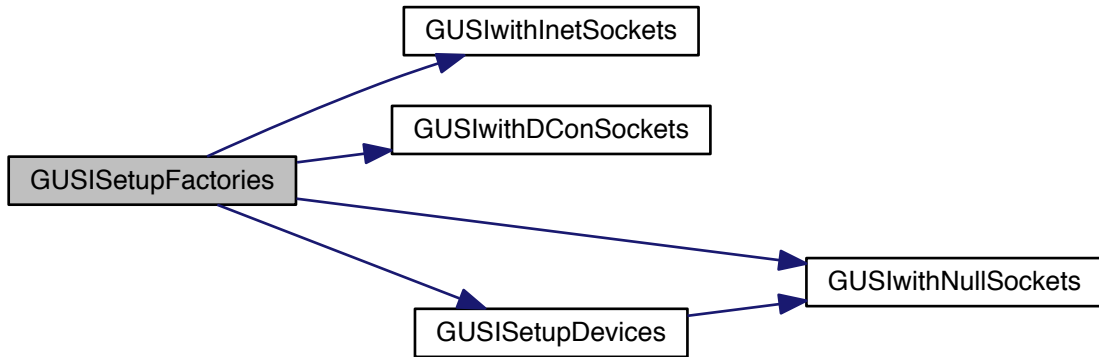 GUSIwithInetSockets
GUSIwithDConSockets
GUSISetupFactories
GUSIwithNullSockets
GUSISetupDevices